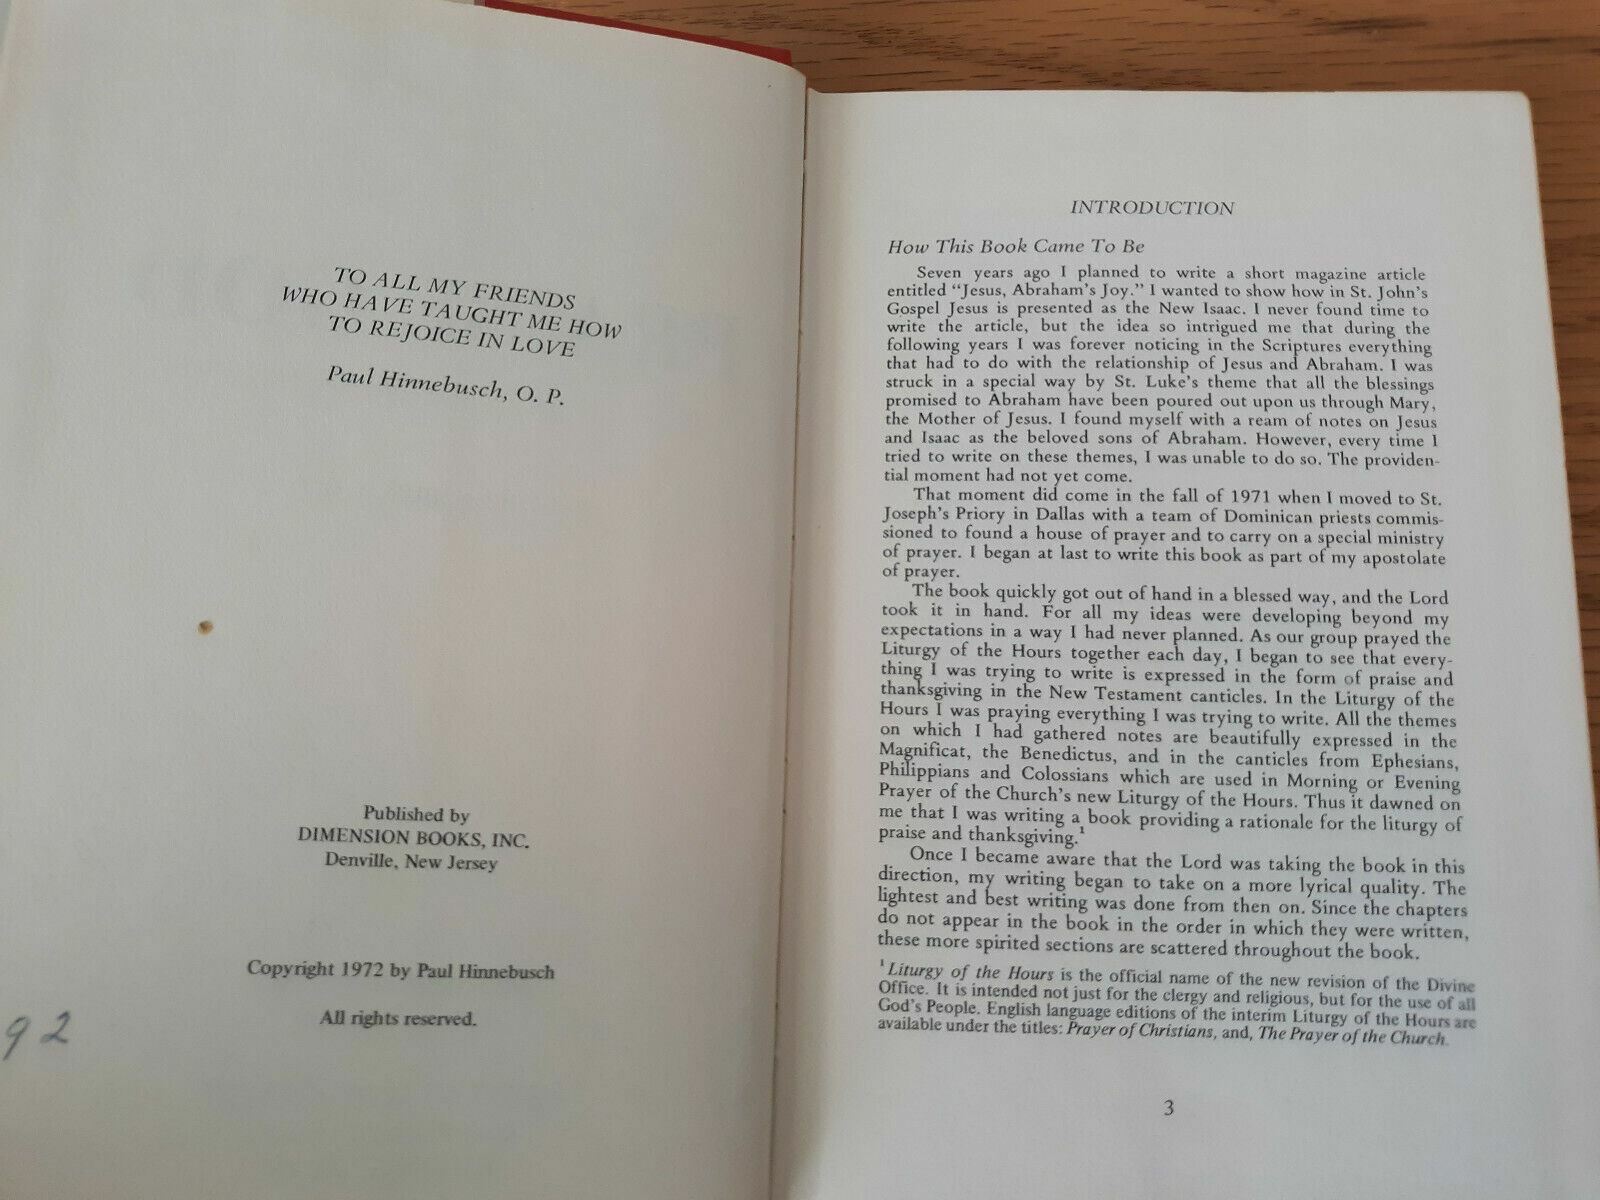 TO ALL MY FRIENDS
WHO HAVE TAUGHT ME HOW
TO REJOICE IN LOVE
Paul Hinnebusch, O. P.
Published by
DIMENSION BOOKS, INC.
Denville, New Jersey
Copyright 1972 by Paul Hinnebusch
All rights reserved.
92
INTRODUCTION
How This Book Came To Be
Seven years ago I planned to write a short magazine article
entitled "Jesus, Abraham's Joy." I wanted to show how in St. John's
Gospel Jesus is presented as the New Isaac. I never found time to
write the article, but the idea so intrigued me that during the
following years I was forever noticing in the Scriptures everything
that had to do with the relationship of Jesus and Abraham. I was
struck in a special way by St. Luke's theme that all the blessings
promised to Abraham have been poured out upon us through Mary,
the Mother of Jesus. I found myself with a ream of notes on Jesus
and Isaac as the beloved sons of Abraham. However, every time I
tried to write on these themes, I was unable to do so. The providen-
tial moment had not yet come.
That moment did come in the fall of 1971 when I moved to St.
Joseph's Priory in Dallas with a team of Dominican priests commis-
sioned to found a house of prayer and to carry on a special ministry
of prayer. I began at last to write this book as part of my apostolate
of prayer.
The book quickly got out of hand in a blessed way, and the Lord
took it in hand. For all my ideas were developing beyond my
expectations in a way I had never planned. As our group prayed the
Liturgy of the Hours together each day, I began to see that every-
thing I was trying to write is expressed in the form of praise and
thanksgiving in the New Testament canticles. In the Liturgy of the
Hours I was praying everything I was trying to write. All the themes
on which I had gathered notes are beautifully expressed in the
Magnificat, the Benedictus, and in the canticles from Ephesians,
Philippians and Colossians which are used in Morning or Evening
Prayer of the Church's new Liturgy of the Hours. Thus it dawned on
me that I was writing a book providing a rationale for the liturgy of
praise and thanksgiving.¹
Once I became aware that the Lord was taking the book in this
direction, my writing began to take on a more lyrical quality. The
lightest and best writing was done from then on. Since the chapters
do not appear in the book in the order in which they were written,
these more spirited sections are scattered throughout the book.
¹Liturgy of the Hours is the official name of the new revision of the Divine
Office. It is intended not just for the clergy and religious, but for the use of all
God's People. English language editions of the interim Liturgy of the Hours are
available under the titles: Prayer of Christians, and, The Prayer of the Church.
3